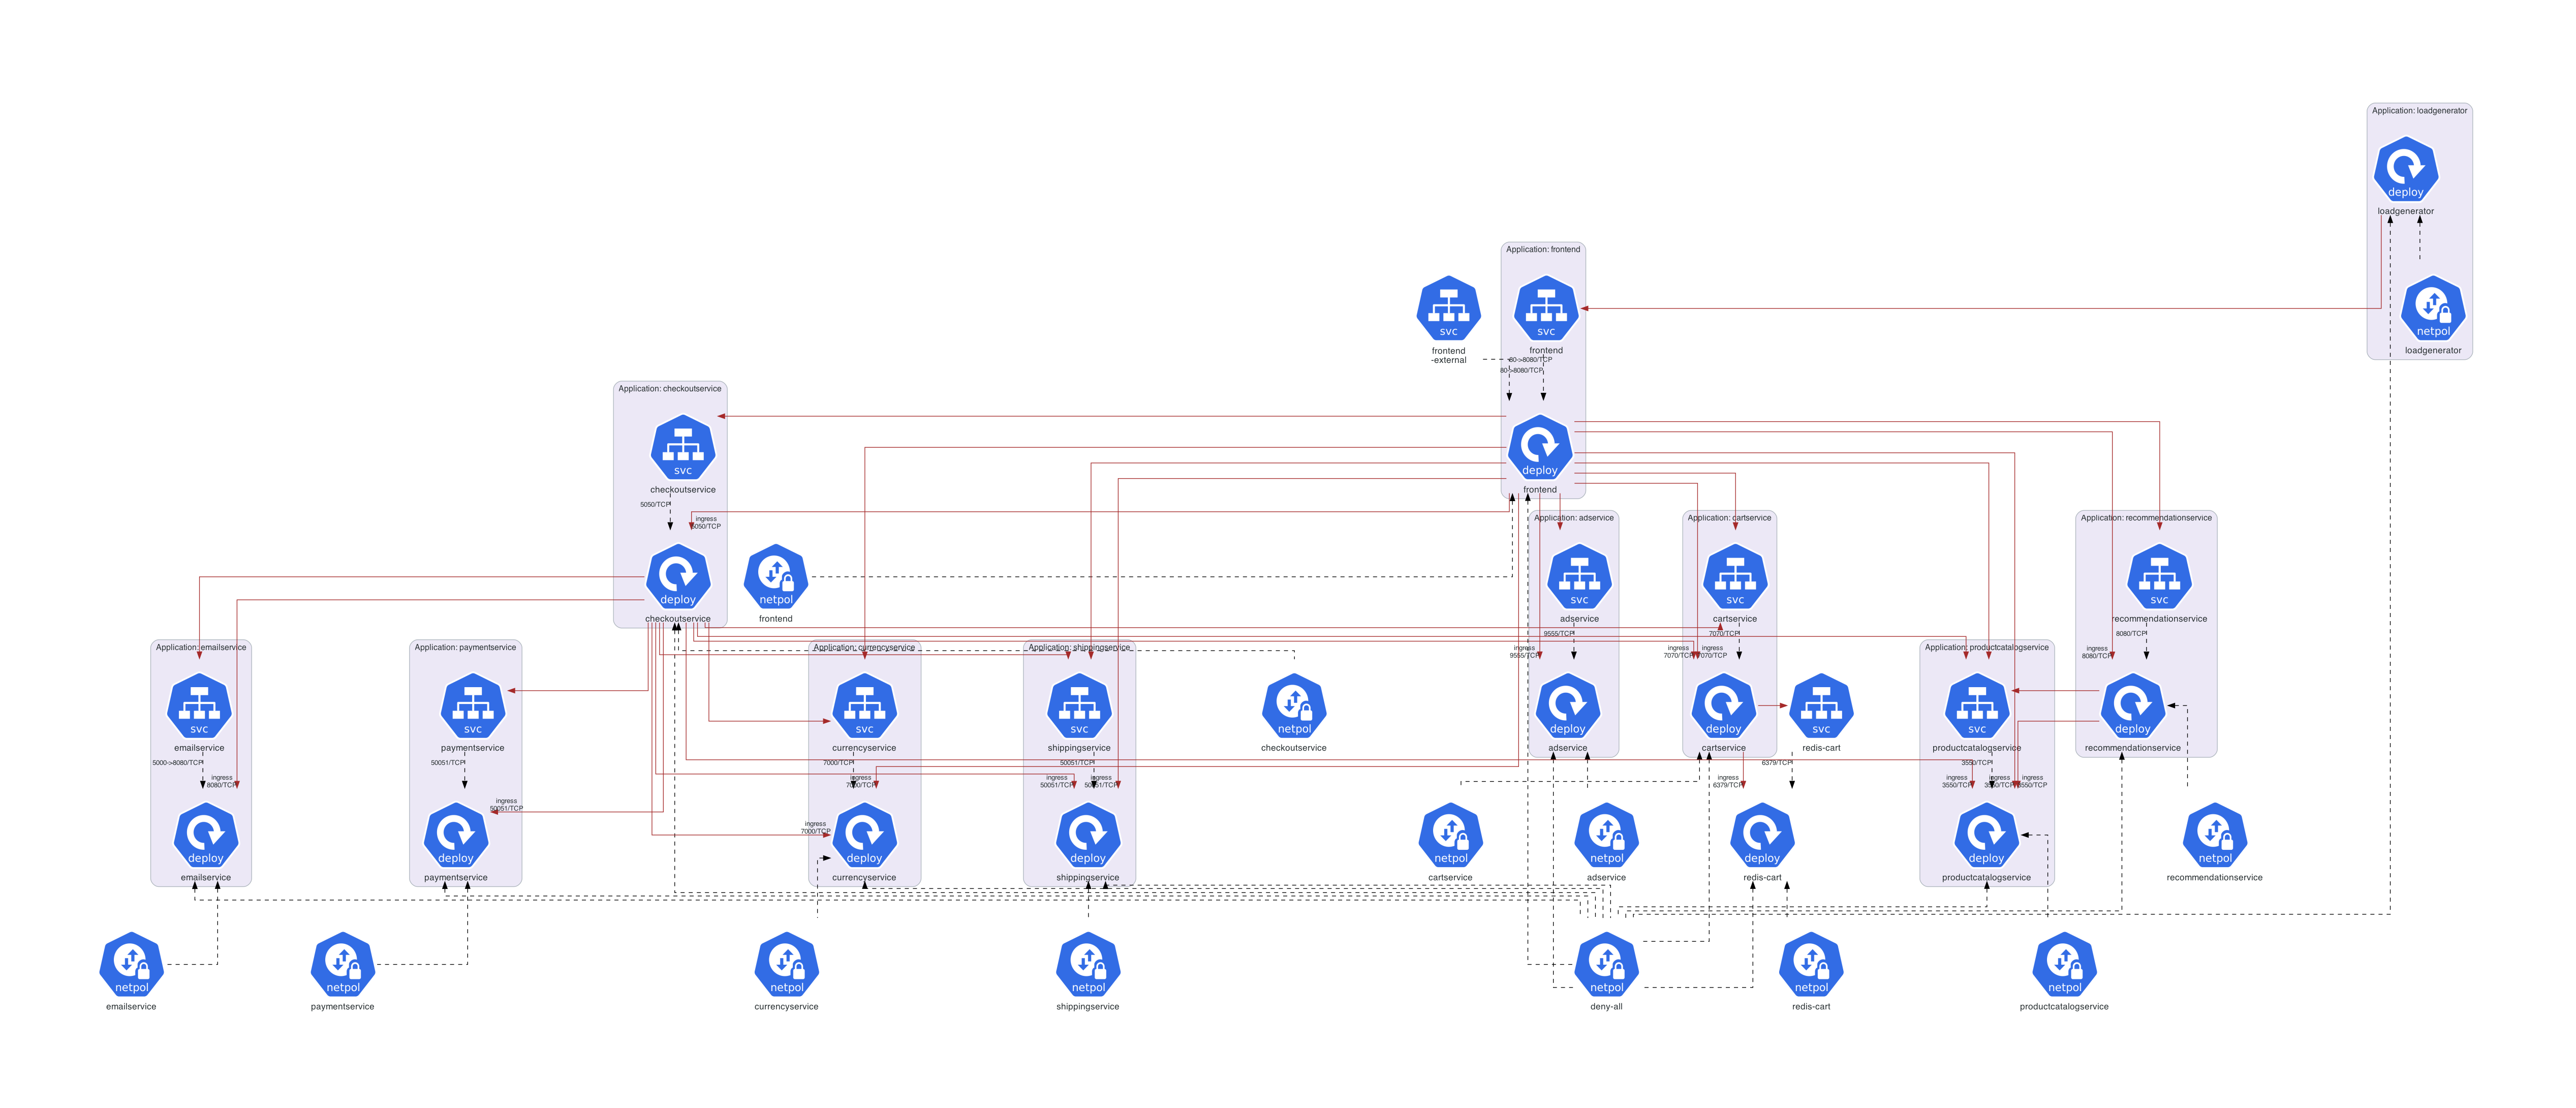 Application: loadgenerator
deploy
loadgenerator
netpol
loadgenerator
Application: frontend
svc
frontend
-external
svc
frontend
80->8080/TCP
80->8080/TCP
deploy
frontend
Application: checkoutservice
svc
checkoutservice
5050/TCP
ingress
5050/TCP
deploy
checkoutservice
netpol
frontend
Application: adservice
svc
adservice
9555/TCP
ingress
9555/TCP
deploy
adservice
Application: cartservice
svc
cartservice
7070/TCP
ingress
7070/TCP
ingress
7070/TCP
deploy
cartservice
svc
redis-cart
Application: recommendationservice
svc
recommendationservice
8080/TCP
ingress
8080/TCP
deploy
recommendationservice
Application: emailservice
svc
emailservice
5000->8080/TCP
ingress
8080/TCP
deploy
emailservice
Application: paymentservice
svc
paymentservice
50051/TCP
ingress
50051/TCP
deploy
paymentservice
Application: currencyservice
svc
currencyservice
7000/TCP
ingress
7000/TCP
ingress
7000/TCP
deploy
currencyservice
Application: shippingservice
svc
shippingservice
50051/TCP
ingress
50051/TCP
ingress
50051/TCP
deploy
shippingservice
netpol
checkoutservice
Application: productcatalogservice
svc
productcatalogservice
3550/TCP
ingress
3550/TCP
ingress
3550/TCP
ingress
3550/TCP
deploy
productcatalogservice
netpol
cartservice
netpol
adservice
6379/TCP
ingress
6379/TCP
deploy
redis-cart
netpol
recommendationservice
netpol
emailservice
netpol
paymentservice
netpol
currencyservice
netpol
shippingservice
netpol
deny-all
netpol
redis-cart
netpol
productcatalogservice